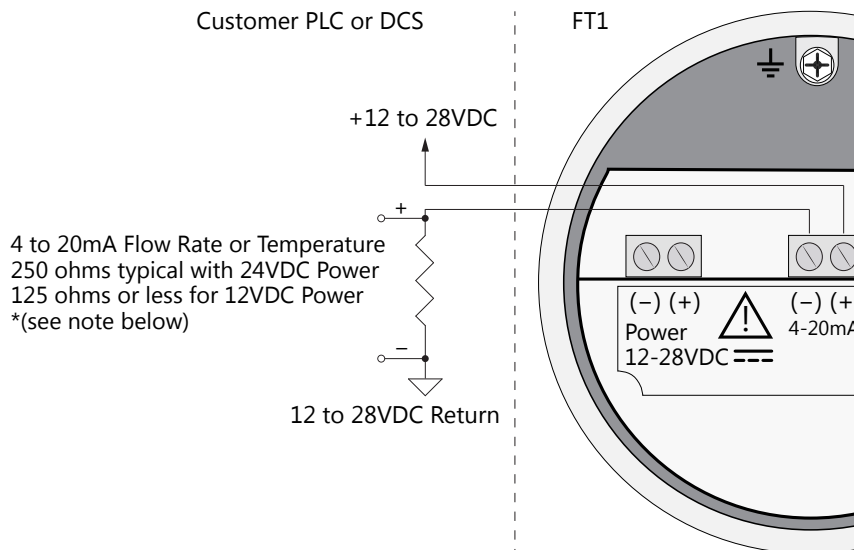 Customer PLC or DCS
FT1
+12 to 28VDC
+
4 to 20mA Flow Rate or Temperature
250 ohms typical with 24VDC Power
125 ohms or less for 12VDC Power
*(see note below)
−
12 to 28VDC Return
(−) (+)
Power
12-28VDC
!
(−) (+
4-20mA